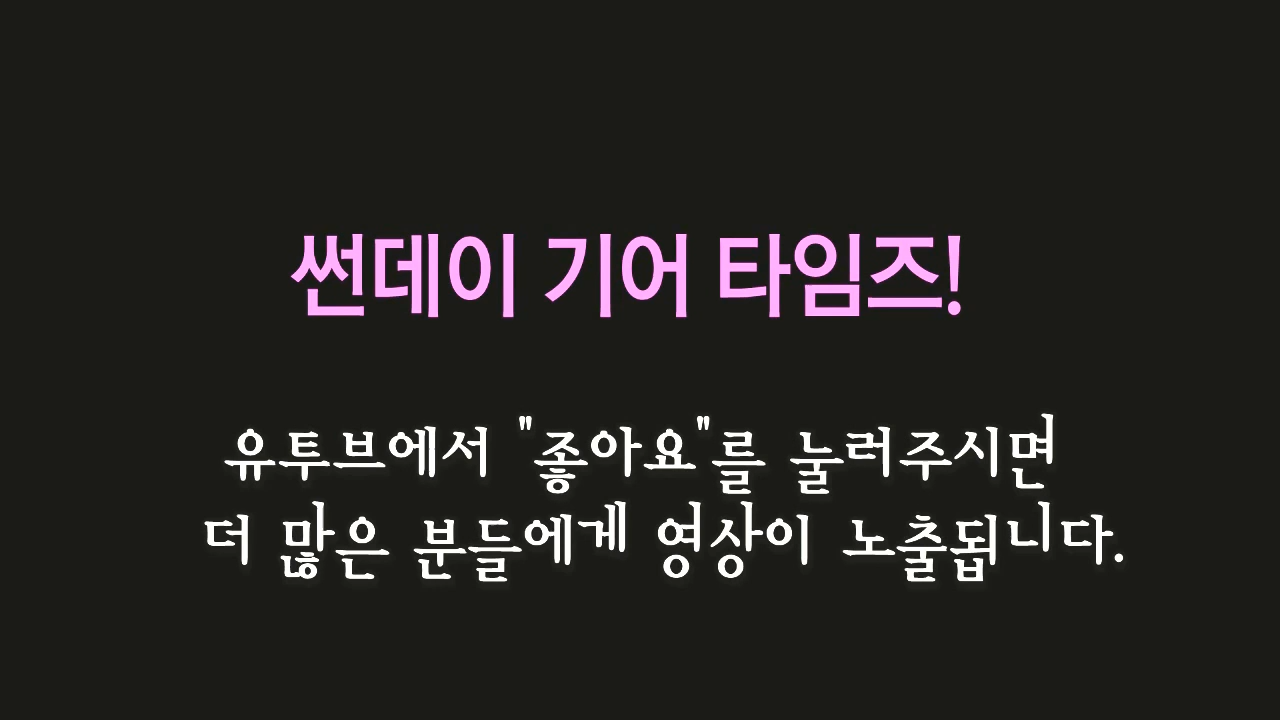 썬데이 기어 타임즈!
유투브에서 "좋아요"를 눌러주시면
더 많은 분들에게 영상이 노출됩니다.